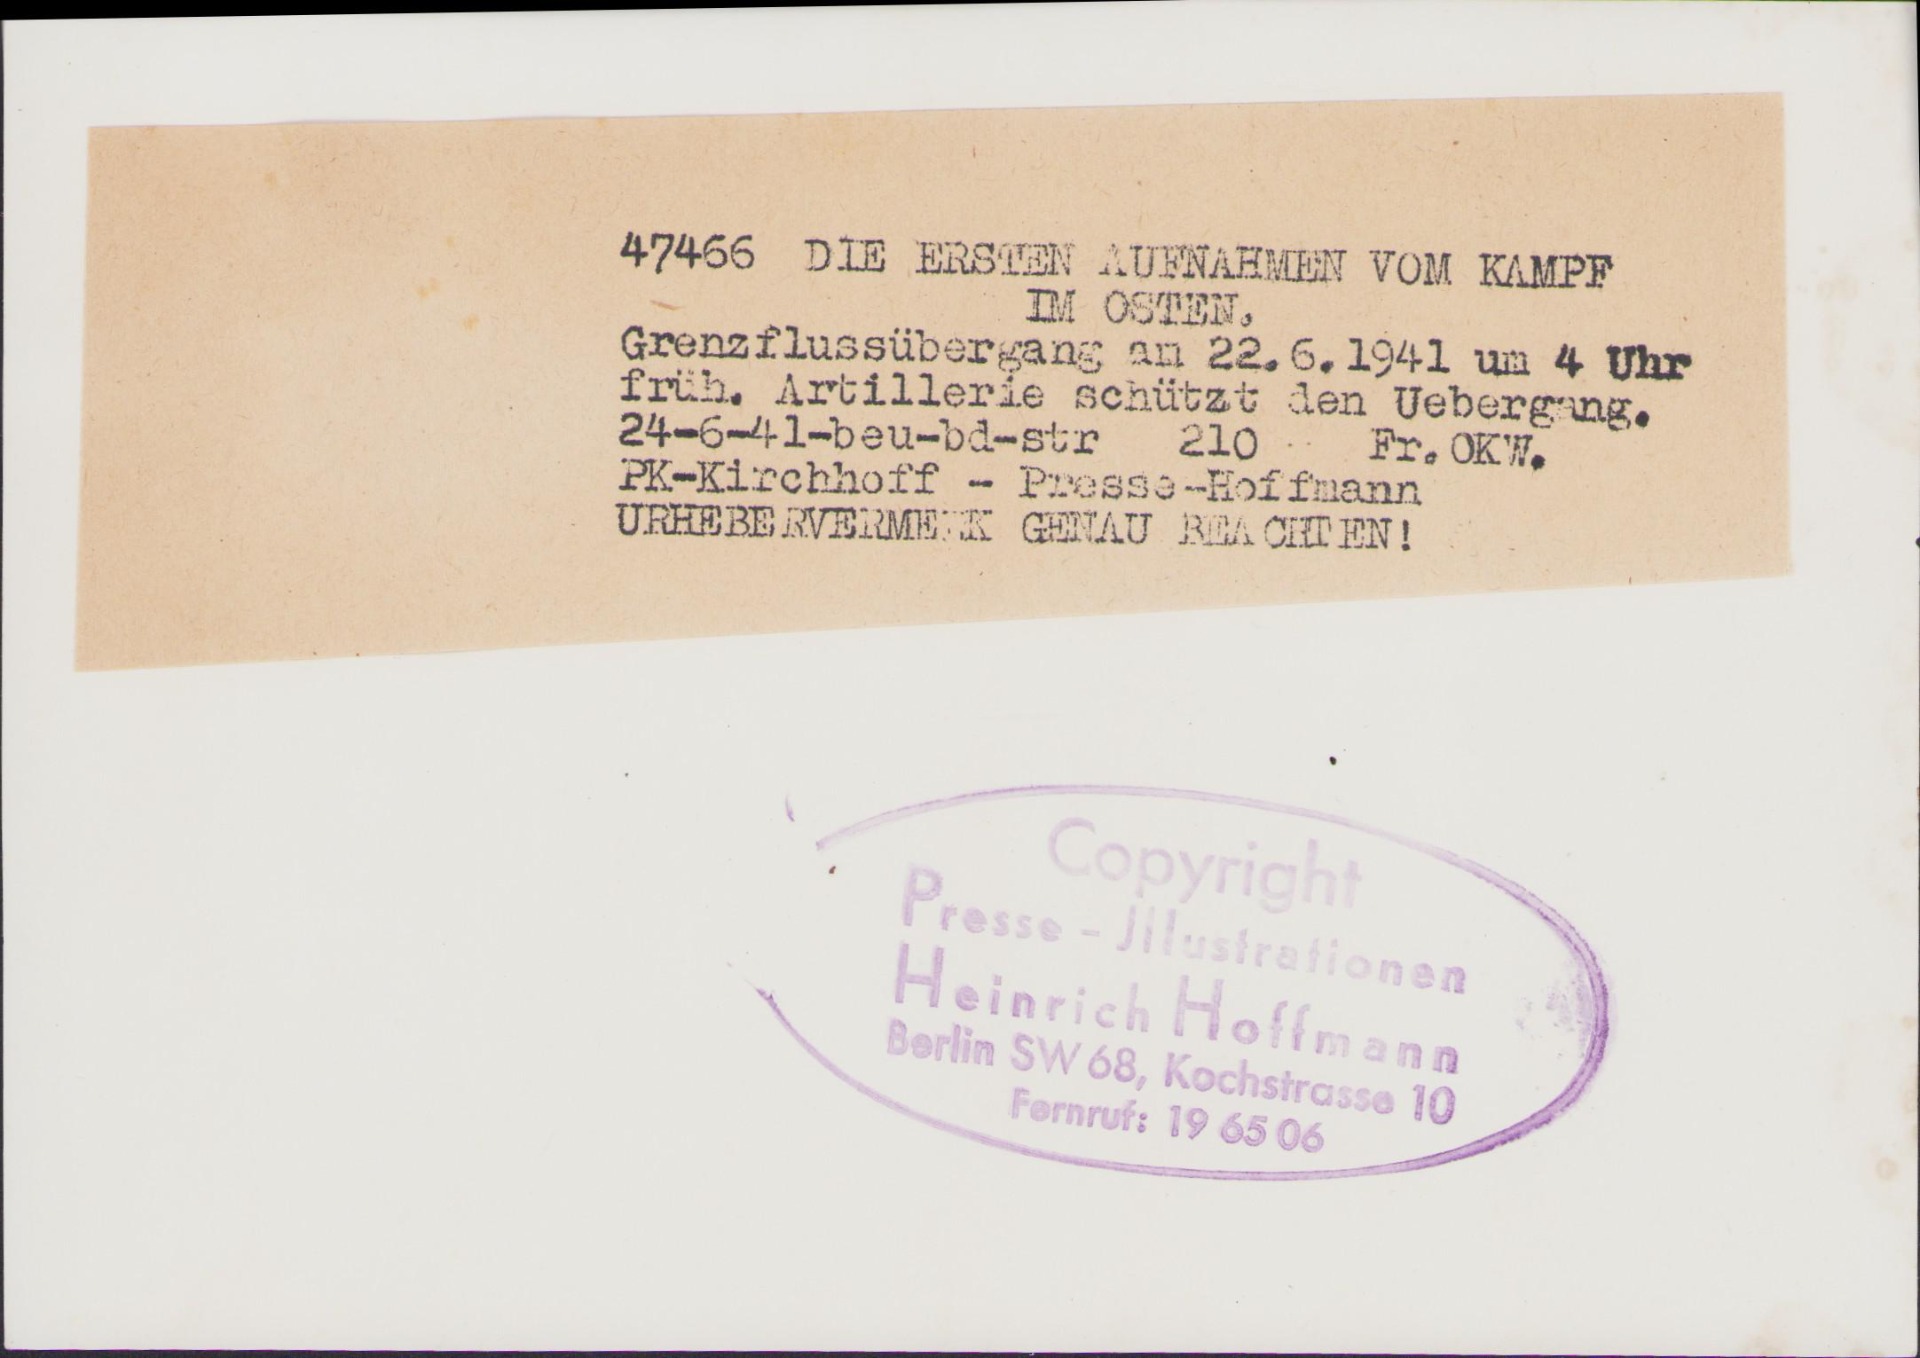 47466 DIE ERSTEN AUFNAHMEN VOM KAMPF
IM OSTEN.
Grenzflussübergang am 22.6.1941 um 4 Uhr
früh. Artillerie schützt den Uebergang.
24-6-41-beu-bd-str 210 Fr.OKW.
PK-Kirchhoff - Presse-Hoffmann
URHEBERVERMERK GENAU BEACHTEN!
Copyright
Presse-Jllustrationen
Heinrich Hoffmann
Berlin SW 68, Kochstrasse 10
Fernruf: 19 65 06